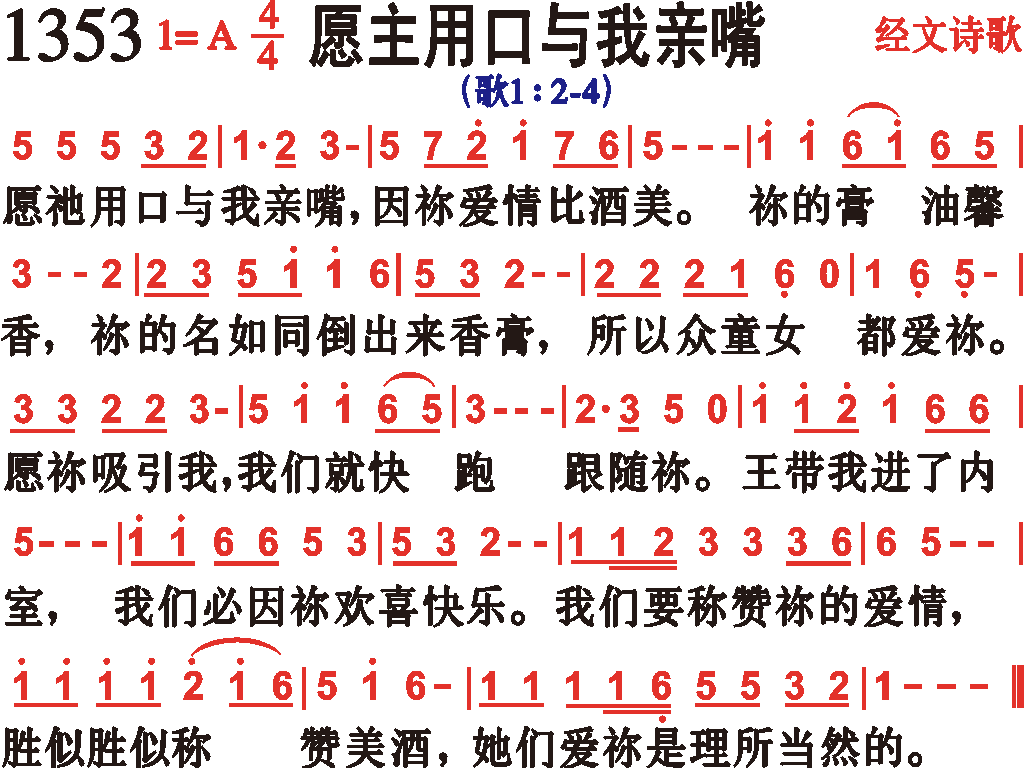 1353 1=A 4/4 愿主用口与我亲嘴 经文诗歌
（歌1：2-4）
5 5 5 3 2|1·2 3-|5 7 2̇ 1̇ 7 6|5---|1̇ 1̇ 6 1̇ 6 5|
愿祂用口与我亲嘴，因祢爱情比酒美。 祢的膏 油馨
3--2|2 3 5 1̇ 1̇ 6|5 3 2--|2 2 2 1 6̣ 0|1 6̣ 5̣-|
香，祢的名如同倒出来香膏，所以众童女 都爱祢。
3 3 2 2 3-|5 1̇ 1̇ 6 5|3---|2·3 5 0|1̇ 1̇ 2̇ 1̇ 6 6|
愿祢吸引我，我们就快 跑 跟随祢。王带我进了内
5---|1̇ 1̇ 6 6 5 3|5 3 2--|1 1 2 3 3 3 6|6 5--|
室， 我们必因祢欢喜快乐。我们要称赞祢的爱情，
1̇ 1̇ 1̇ 1̇ 2̇ 1̇ 6|5 1̇ 6-|1 1 1 1 6̣ 5 5 3 2|1---‖
胜似胜似称 赞美酒，她们爱祢是理所当然的。